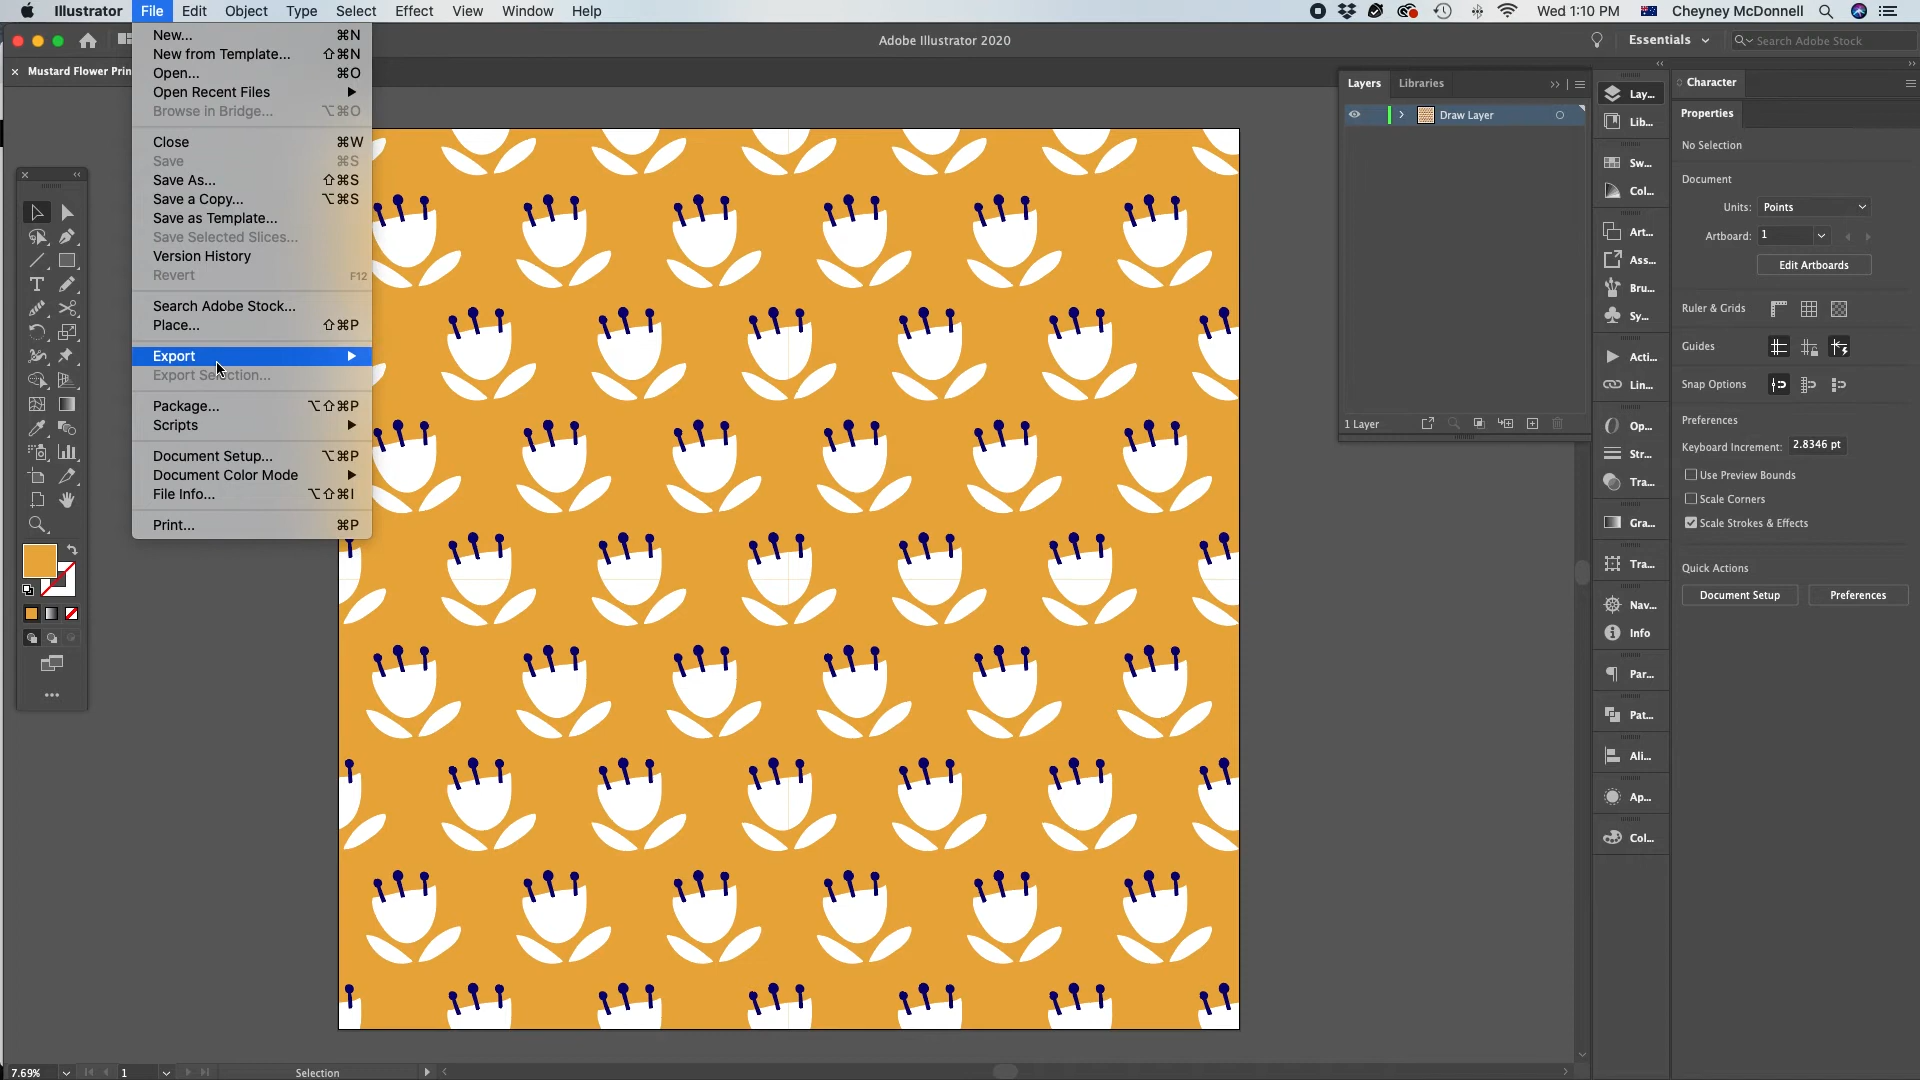 Illustrator File Edit Object Type Select Effect View Window Help Wed 1:10 PM Cheyney McDonnell
Adobe Illustrator 2020 Essentials Search Adobe Stock
Mustard Flower Prin
New... ⌘N
New from Template... ⇧⌘N
Open... ⌘O
Open Recent Files
Browse in Bridge... ⌥⌘O
Close ⌘W
Save ⌘S
Save As... ⇧⌘S
Save a Copy... ⌥⌘S
Save as Template...
Save Selected Slices...
Version History
Revert F12
Search Adobe Stock...
Place... ⇧⌘P
Export
Export Selection...
Package... ⌥⇧⌘P
Scripts
Document Setup... ⌥⌘P
Document Color Mode
File Info... ⌥⇧⌘I
Print... ⌘P
Layers Libraries
Draw Layer
1 Layer
Lay...
Lib...
Sw...
Col...
Art...
Ass...
Bru...
Sy...
Acti...
Lin...
Op...
Str...
Tra...
Gra...
Tra...
Nav...
Info
Par...
Pat...
Ali...
Ap...
Col...
Character
Properties
No Selection
Document
Units: Points
Artboard: 1
Edit Artboards
Ruler & Grids
Guides
Snap Options
Preferences
Keyboard Increment: 2.8346 pt
Use Preview Bounds
Scale Corners
Scale Strokes & Effects
Quick Actions
Document Setup Preferences
7.69% 1 Selection